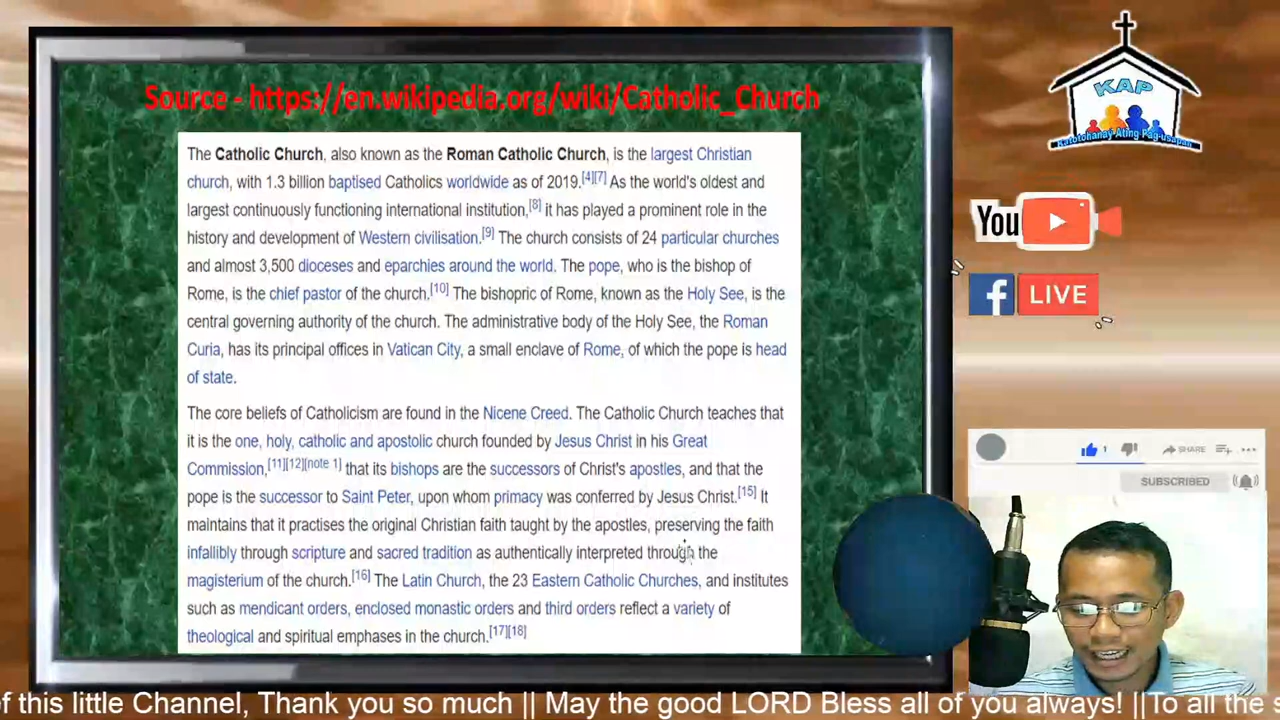 Source - https://en.wikipedia.org/wiki/Catholic_Church
The Catholic Church, also known as the Roman Catholic Church, is the largest Christian
church, with 1.3 billion baptised Catholics worldwide as of 2019.[4][7] As the world's oldest and
largest continuously functioning international institution,[8] it has played a prominent role in the
history and development of Western civilisation.[9] The church consists of 24 particular churches
and almost 3,500 dioceses and eparchies around the world. The pope, who is the bishop of
Rome, is the chief pastor of the church.[10] The bishopric of Rome, known as the Holy See, is the
central governing authority of the church. The administrative body of the Holy See, the Roman
Curia, has its principal offices in Vatican City, a small enclave of Rome, of which the pope is head
of state.
The core beliefs of Catholicism are found in the Nicene Creed. The Catholic Church teaches that
it is the one, holy, catholic and apostolic church founded by Jesus Christ in his Great
Commission,[11][12][note 1] that its bishops are the successors of Christ's apostles, and that the
pope is the successor to Saint Peter, upon whom primacy was conferred by Jesus Christ.[15] It
maintains that it practises the original Christian faith taught by the apostles, preserving the faith
infallibly through scripture and sacred tradition as authentically interpreted through the
magisterium of the church.[16] The Latin Church, the 23 Eastern Catholic Churches, and institutes
such as mendicant orders, enclosed monastic orders and third orders reflect a variety of
theological and spiritual emphases in the church.[17][18]
KAP
Katotohanay Ating Pag-usapan
You
LIVE
1
SHARE
SUBSCRIBED
of this little Channel, Thank you so much || May the good LORD Bless all of you always! ||To all the s